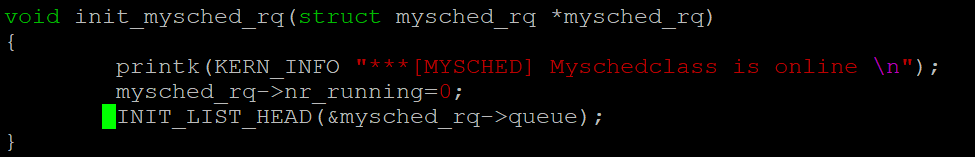 void init_mysched_rq(struct mysched_rq *mysched_rq)
{
        printk(KERN_INFO "***[MYSCHED] Myschedclass is online \n");
        mysched_rq->nr_running=0;
        INIT_LIST_HEAD(&mysched_rq->queue);
}